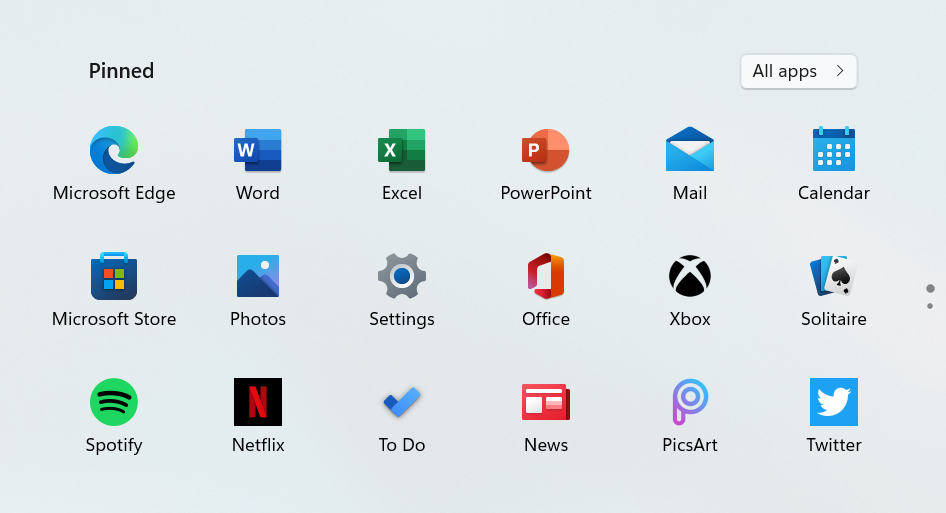 Pinned
All apps
Microsoft Edge
Word
Excel
PowerPoint
Mail
Calendar
Microsoft Store
Photos
Settings
Office
Xbox
Solitaire
Spotify
Netflix
To Do
News
PicsArt
Twitter